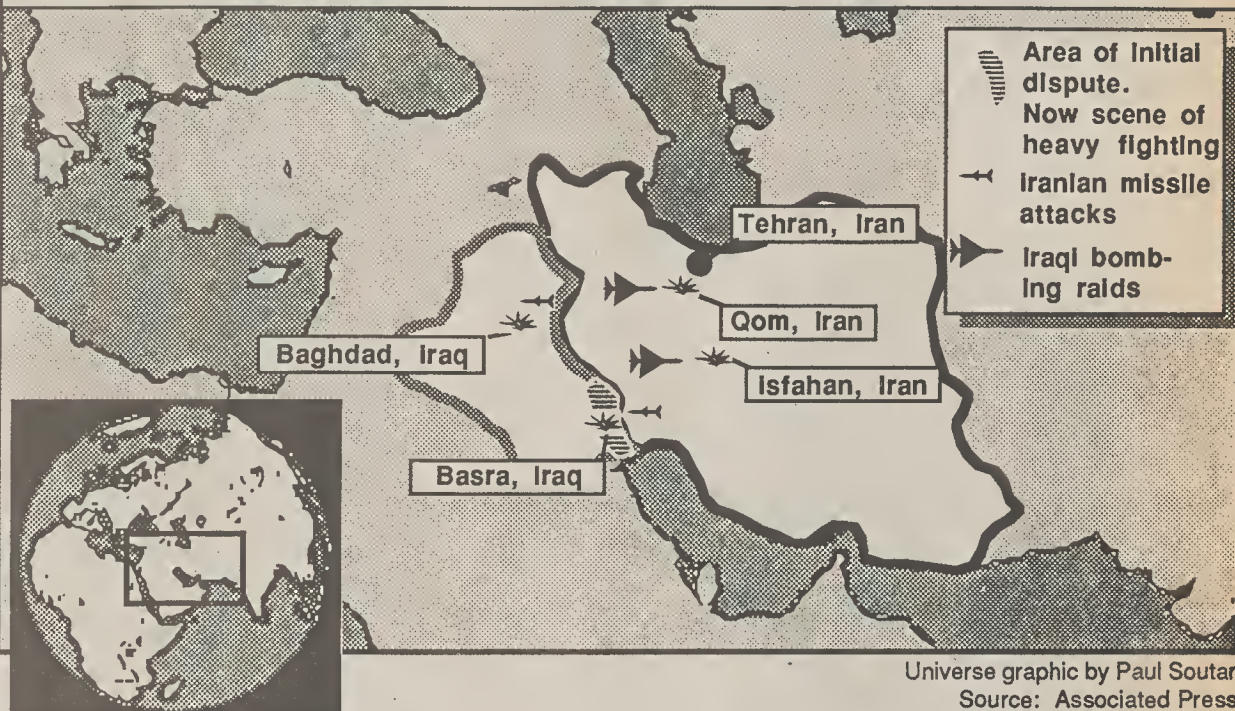 Area of initial
dispute.
Now scene of
heavy fighting
Iranian missile
attacks
Iraqi bomb-
ing raids
Tehran, Iran
Qom, Iran
Baghdad, Iraq
Isfahan, Iran
Basra, Iraq
Universe graphic by Paul Soutar
Source: Associated Press